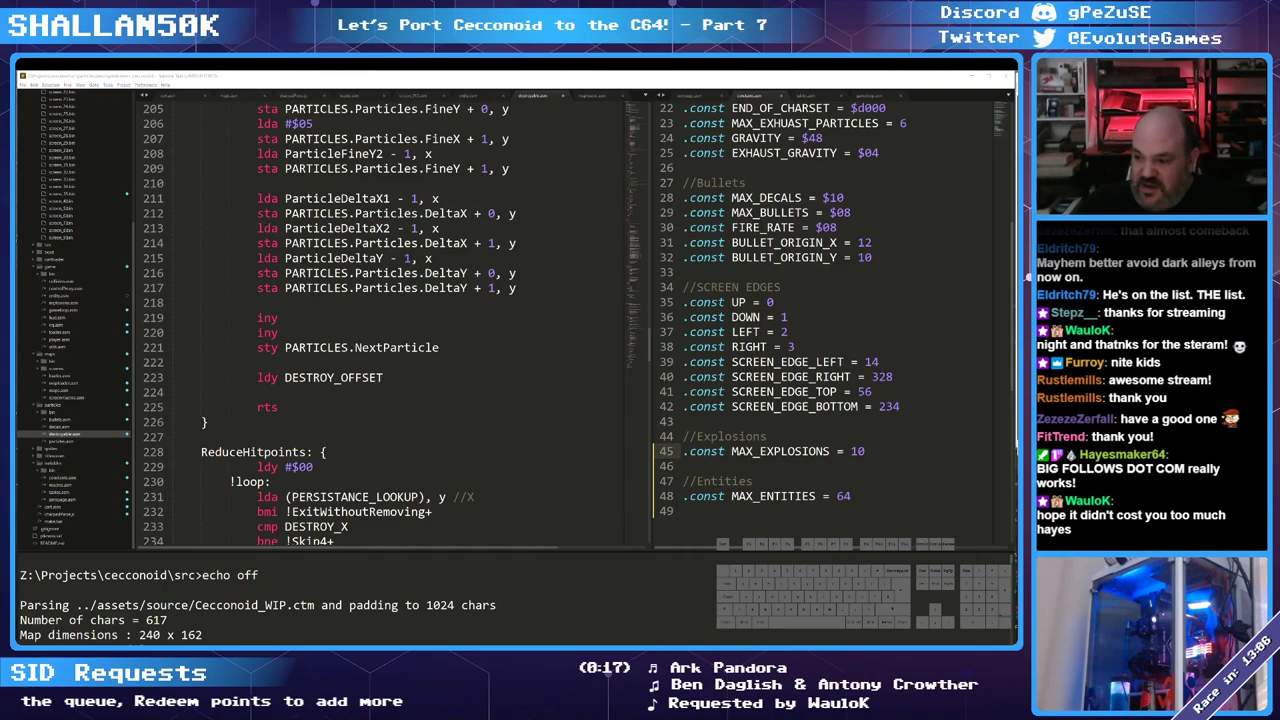 SHALLAN50K
Let's Port Cecconoid to the C64! - Part 7
Discord gPeZuSE
Twitter @EvoluteGames
205 sta PARTICLES.Particles.FineY + 0, y
206 lda #$05
207 sta PARTICLES.Particles.FineX + 1, y
208 lda ParticleFineY2 - 1, x
209 sta PARTICLES.Particles.FineY + 1, y
210
211 lda ParticleDeltaX1 - 1, x
212 sta PARTICLES.Particles.DeltaX + 0, y
213 lda ParticleDeltaX2 - 1, x
214 sta PARTICLES.Particles.DeltaX + 1, y
215 lda ParticleDeltaY - 1, x
216 sta PARTICLES.Particles.DeltaY + 0, y
217 sta PARTICLES.Particles.DeltaY + 1, y
218
219 iny
220 iny
221 sty PARTICLES.NextParticle
222
223 ldy DESTROY_OFFSET
224
225 rts
226 }
227
228 ReduceHitpoints: {
229 ldy #$00
230 !loop:
231 lda (PERSISTANCE_LOOKUP), y //X
232 bmi !ExitWithoutRemoving+
233 cmp DESTROY_X
234 bne !Skip4+
22 .const END_OF_CHARSET = $d000
23 .const MAX_EXHUAST_PARTICLES = 6
24 .const GRAVITY = $48
25 .const EXHAUST_GRAVITY = $04
26
27 //Bullets
28 .const MAX_DECALS = $10
29 .const MAX_BULLETS = $08
30 .const FIRE_RATE = $08
31 .const BULLET_ORIGIN_X = 12
32 .const BULLET_ORIGIN_Y = 10
33
34 //SCREEN EDGES
35 .const UP = 0
36 .const DOWN = 1
37 .const LEFT = 2
38 .const RIGHT = 3
39 .const SCREEN_EDGE_LEFT = 14
40 .const SCREEN_EDGE_RIGHT = 328
41 .const SCREEN_EDGE_TOP = 56
42 .const SCREEN_EDGE_BOTTOM = 234
43
44 //Explosions
45 .const MAX_EXPLOSIONS = 10
46
47 //Entities
48 .const MAX_ENTITIES = 64
49
Z:\Projects\cecconoid\src>echo off
Parsing ../assets/source/Cecconoid_WIP.ctm and padding to 1024 chars
Number of chars = 617
Map dimensions : 240 x 162
ZezezeZerfall: that almost comeback
Eldritch79:
Mayhem better avoid dark alleys from
now on.
Eldritch79: He's on the list. THE list.
Stepz__: thanks for streaming
WauloK:
night and thatnks for the steram!
Furroy: nite kids
Rustlemills: awesome stream!
Rustlemills: thank you
ZezezeZerfall: have a good one
FitTrend: thank you!
Hayesmaker64:
BIG FOLLOWS DOT COM really
works!
WauloK:
hope it didn't cost you too much
hayes
Race in: 13:06
SID Requests
the queue, Redeem points to add more
(0:17) Ark Pandora
Ben Daglish & Antony Crowther
Requested by WauloK